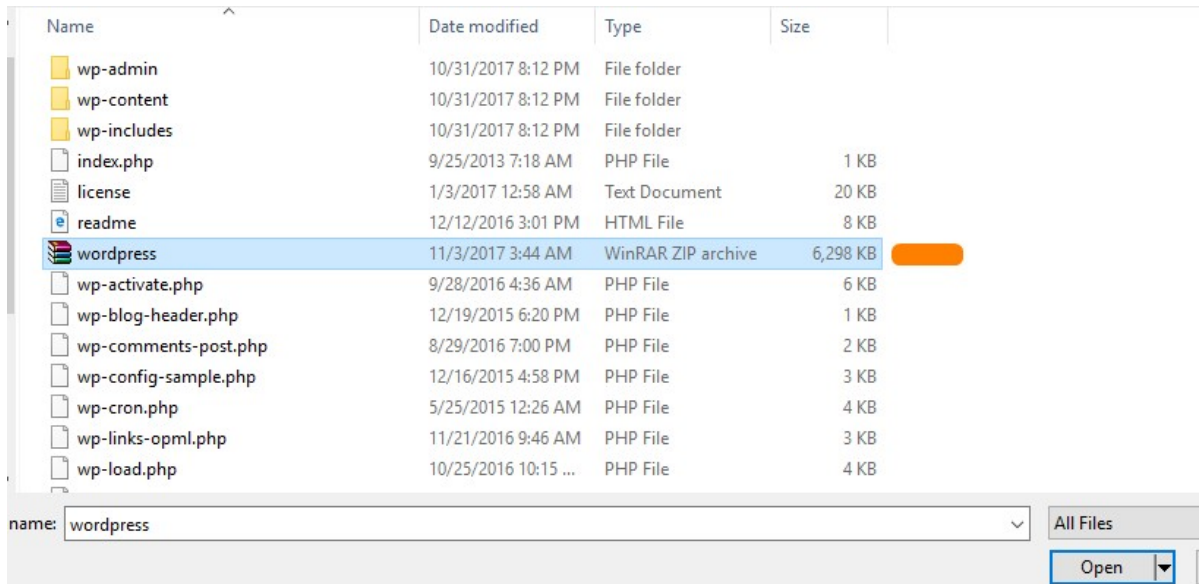 Name Date modified Type Size
wp-admin 10/31/2017 8:12 PM File folder
wp-content 10/31/2017 8:12 PM File folder
wp-includes 10/31/2017 8:12 PM File folder
index.php 9/25/2013 7:18 AM PHP File 1 KB
license 1/3/2017 12:58 AM Text Document 20 KB
readme 12/12/2016 3:01 PM HTML File 8 KB
wordpress 11/3/2017 3:44 AM WinRAR ZIP archive 6,298 KB
wp-activate.php 9/28/2016 4:36 AM PHP File 6 KB
wp-blog-header.php 12/19/2015 6:20 PM PHP File 1 KB
wp-comments-post.php 8/29/2016 7:00 PM PHP File 2 KB
wp-config-sample.php 12/16/2015 4:58 PM PHP File 3 KB
wp-cron.php 5/25/2015 12:26 AM PHP File 4 KB
wp-links-opml.php 11/21/2016 9:46 AM PHP File 3 KB
wp-load.php 10/25/2016 10:15 ... PHP File 4 KB
name: wordpress All Files
Open